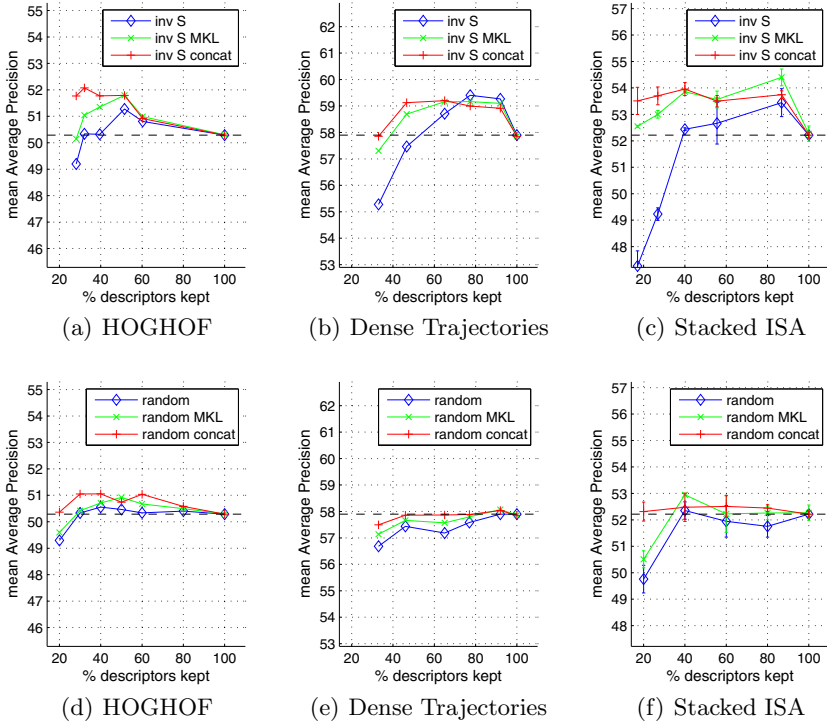 inv S
inv S MKL
inv S concat
mean Average Precision
55
54
53
52
51
50
49
48
47
46
20 40 60 80 100
% descriptors kept
(a) HOGHOF
inv S
inv S MKL
inv S concat
mean Average Precision
62
61
60
59
58
57
56
55
54
53
20 40 60 80 100
% descriptors kept
(b) Dense Trajectories
inv S
inv S MKL
inv S concat
mean Average Precision
56
55
54
53
52
51
50
49
48
20 40 60 80 100
% descriptors kept
(c) Stacked ISA
random
random MKL
random concat
mean Average Precision
55
54
53
52
51
50
49
48
47
46
20 40 60 80 100
% descriptors kept
(d) HOGHOF
random
random MKL
random concat
mean Average Precision
62
61
60
59
58
57
56
55
54
53
20 40 60 80 100
% descriptors kept
(e) Dense Trajectories
random
random MKL
random concat
mean Average Precision
57
56
55
54
53
52
51
50
49
48
20 40 60 80 100
% descriptors kept
(f) Stacked ISA